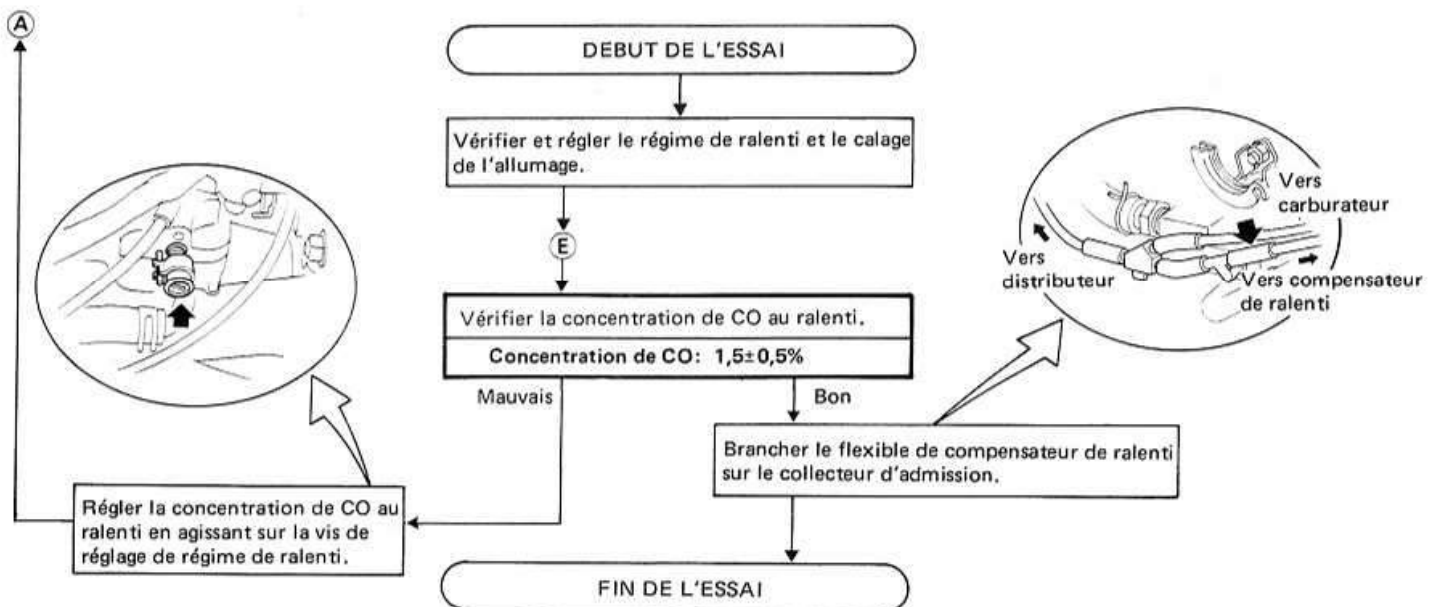 A
DEBUT DE L'ESSAI
Vérifier et régler le régime de ralenti et le calage
de l'allumage.
E
Vers
carburateur
Vers
distributeur
Vers compensateur
de ralenti
Vérifier la concentration de CO au ralenti.
Concentration de CO: 1,5±0,5%
Mauvais
Bon
Brancher le flexible de compensateur de ralenti
sur le collecteur d'admission.
Régler la concentration de CO au
ralenti en agissant sur la vis de
réglage de régime de ralenti.
FIN DE L'ESSAI